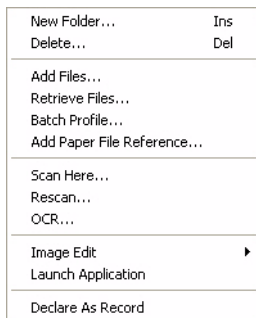 New Folder... Ins
Delete... Del
Add Files...
Retrieve Files...
Batch Profile...
Add Paper File Reference...
Scan Here...
Rescan...
OCR...
Image Edit
Launch Application
Declare As Record